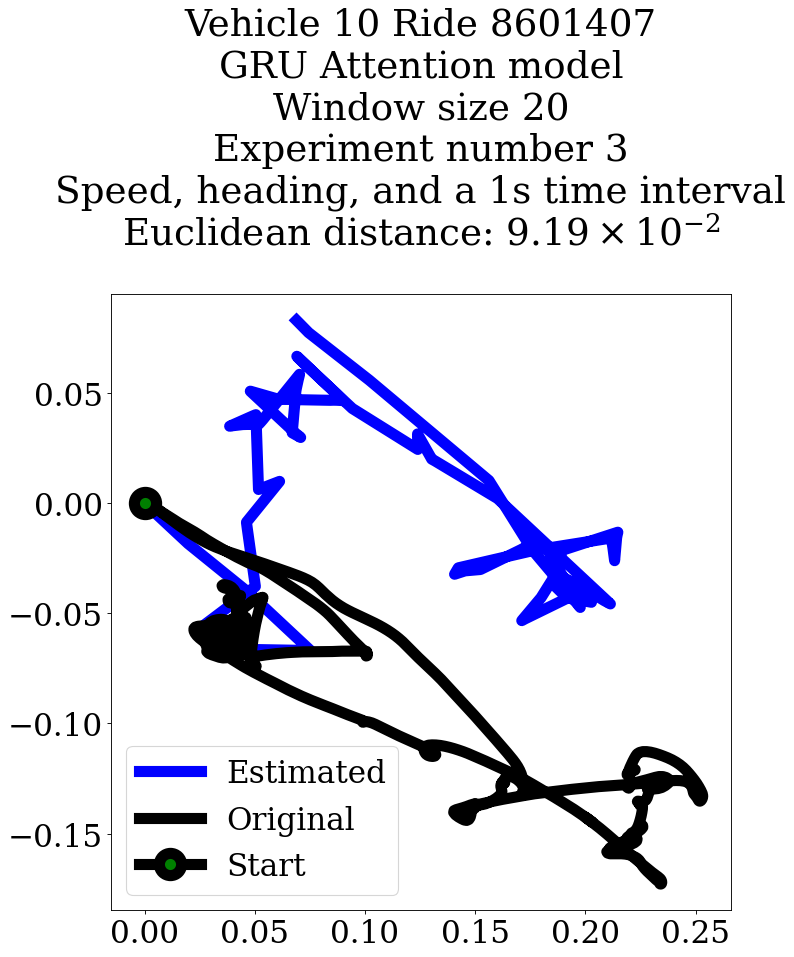 Vehicle 10 Ride 8601407
GRU Attention model
Window size 20
Experiment number 3
Speed, heading, and a 1s time interval
Euclidean distance: 9.19 × 10⁻²
0.05
0.00
−0.05
−0.10
−0.15
Estimated
Original
Start
0.00 0.05 0.10 0.15 0.20 0.25